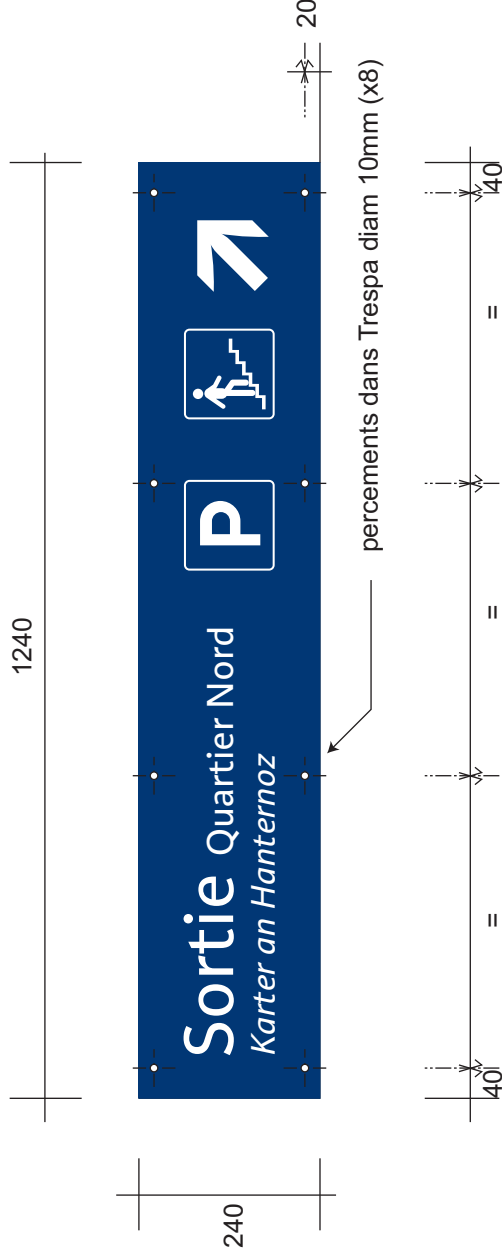 1240
240
Sortie Quartier Nord
Karter an Hanternoz
P
20
percements dans Trespa diam 10mm (x8)
40
=
=
=
40